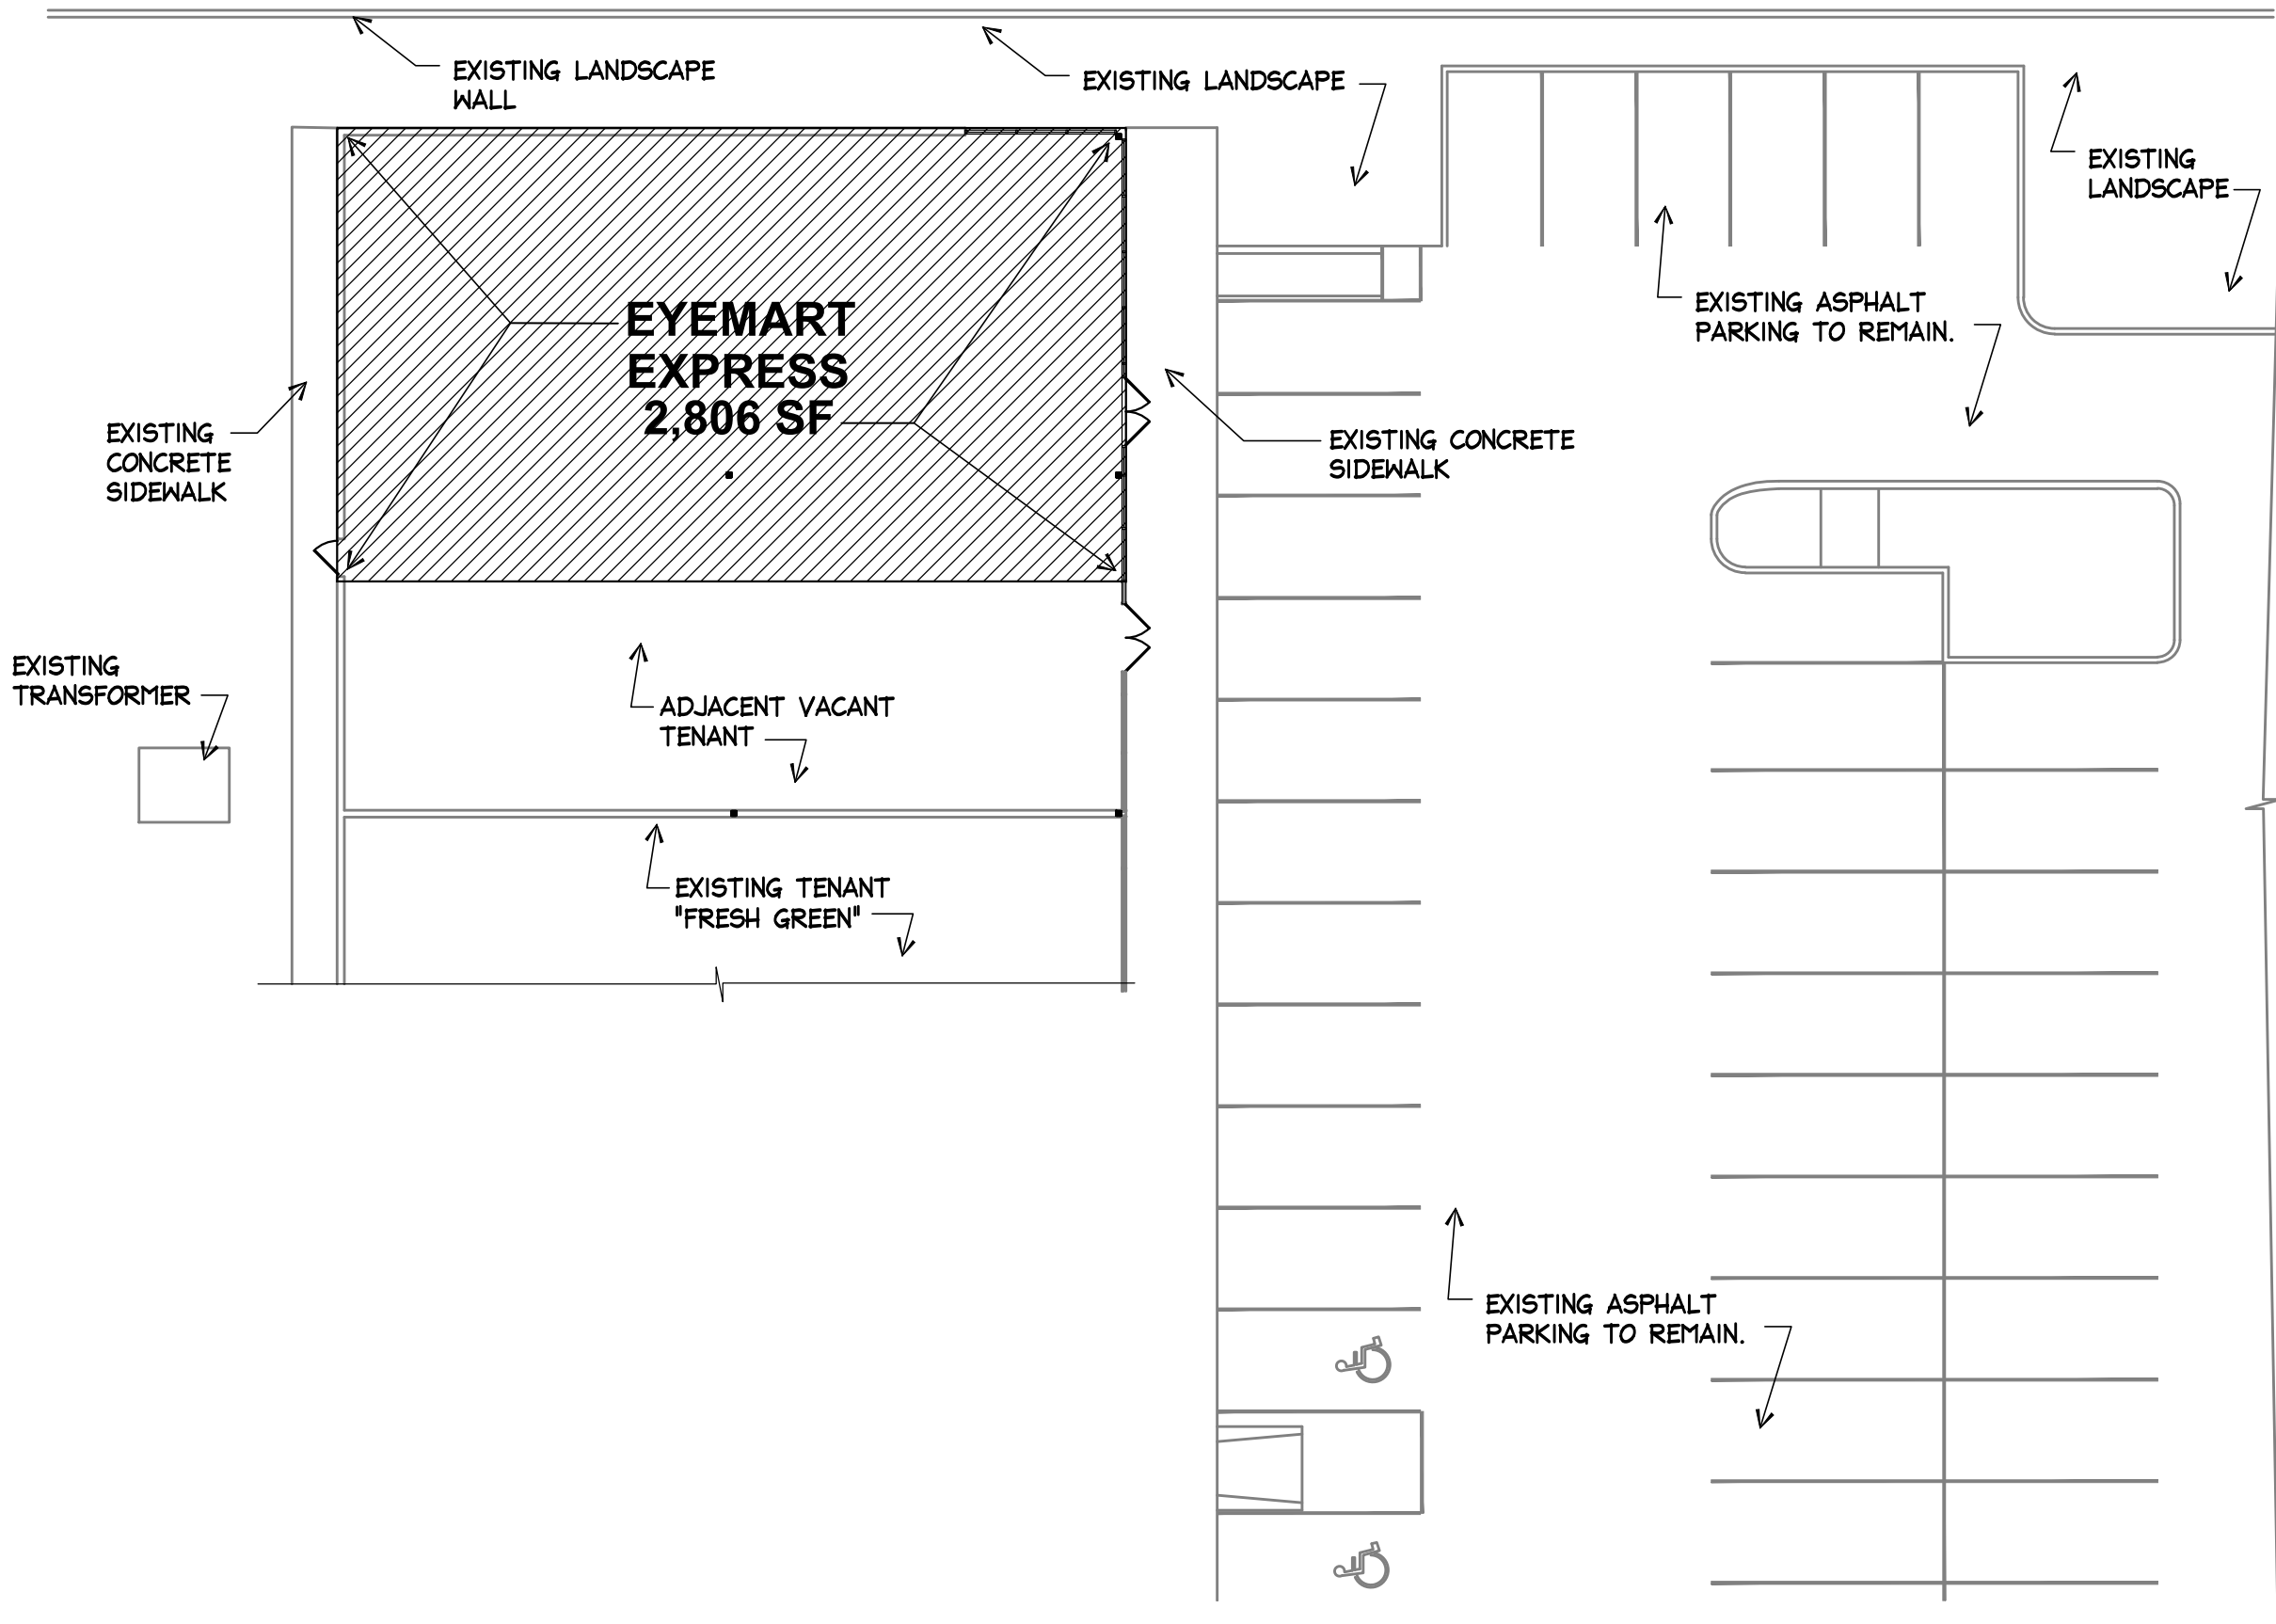 EXISTING LANDSCAPE
WALL
EXISTING LANDSCAPE
EXISTING
LANDSCAPE
EYEMART
EXPRESS
2,806 SF
EXISTING ASPHALT
PARKING TO REMAIN.
EXISTING
CONCRETE
SIDEWALK
EXISTING CONCRETE
SIDEWALK
EXISTING
TRANSFORMER
ADJACENT VACANT
TENANT
EXISTING TENANT
"FRESH GREEN"
EXISTING ASPHALT
PARKING TO REMAIN.